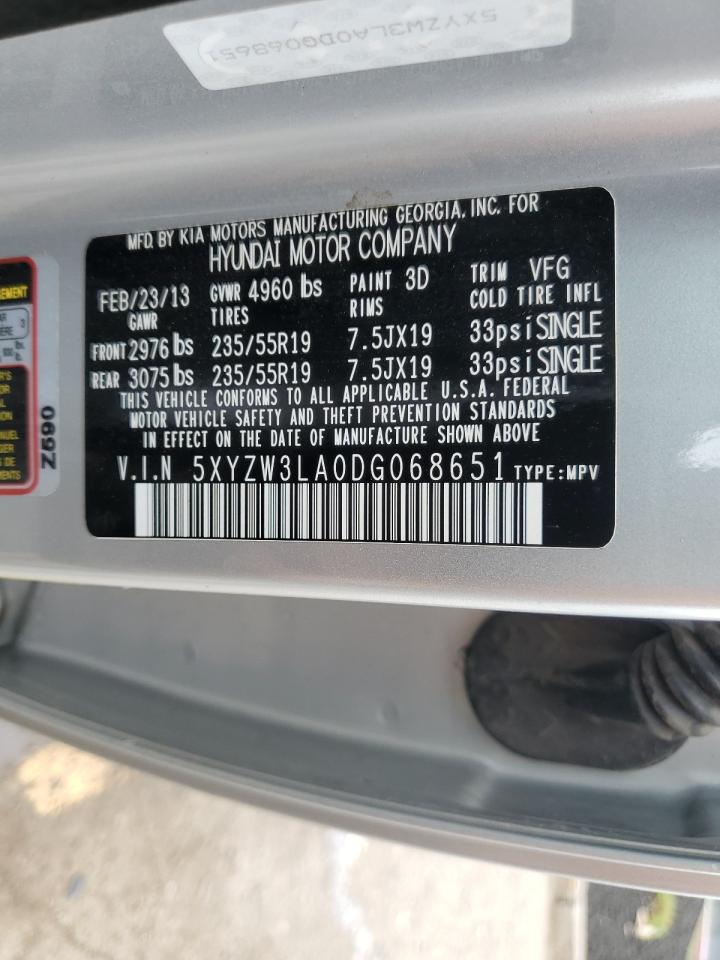 5XYZW3LA0DG068651
MFD. BY KIA MOTORS MANUFACTURING GEORGIA, INC. FOR
HYUNDAI MOTOR COMPANY
FEB/23/13 GVWR 4960 lbs PAINT 3D TRIM VFG
GAWR TIRES RIMS COLD TIRE INFL
FRONT 2976 lbs 235/55R19 7.5JX19 33psi SINGLE
REAR 3075 lbs 235/55R19 7.5JX19 33psi SINGLE
THIS VEHICLE CONFORMS TO ALL APPLICABLE U.S.A. FEDERAL
MOTOR VEHICLE SAFETY AND THEFT PREVENTION STANDARDS
IN EFFECT ON THE DATE OF MANUFACTURE SHOWN ABOVE
V.I.N 5XYZW3LA0DG068651 TYPE:MPV
Z590